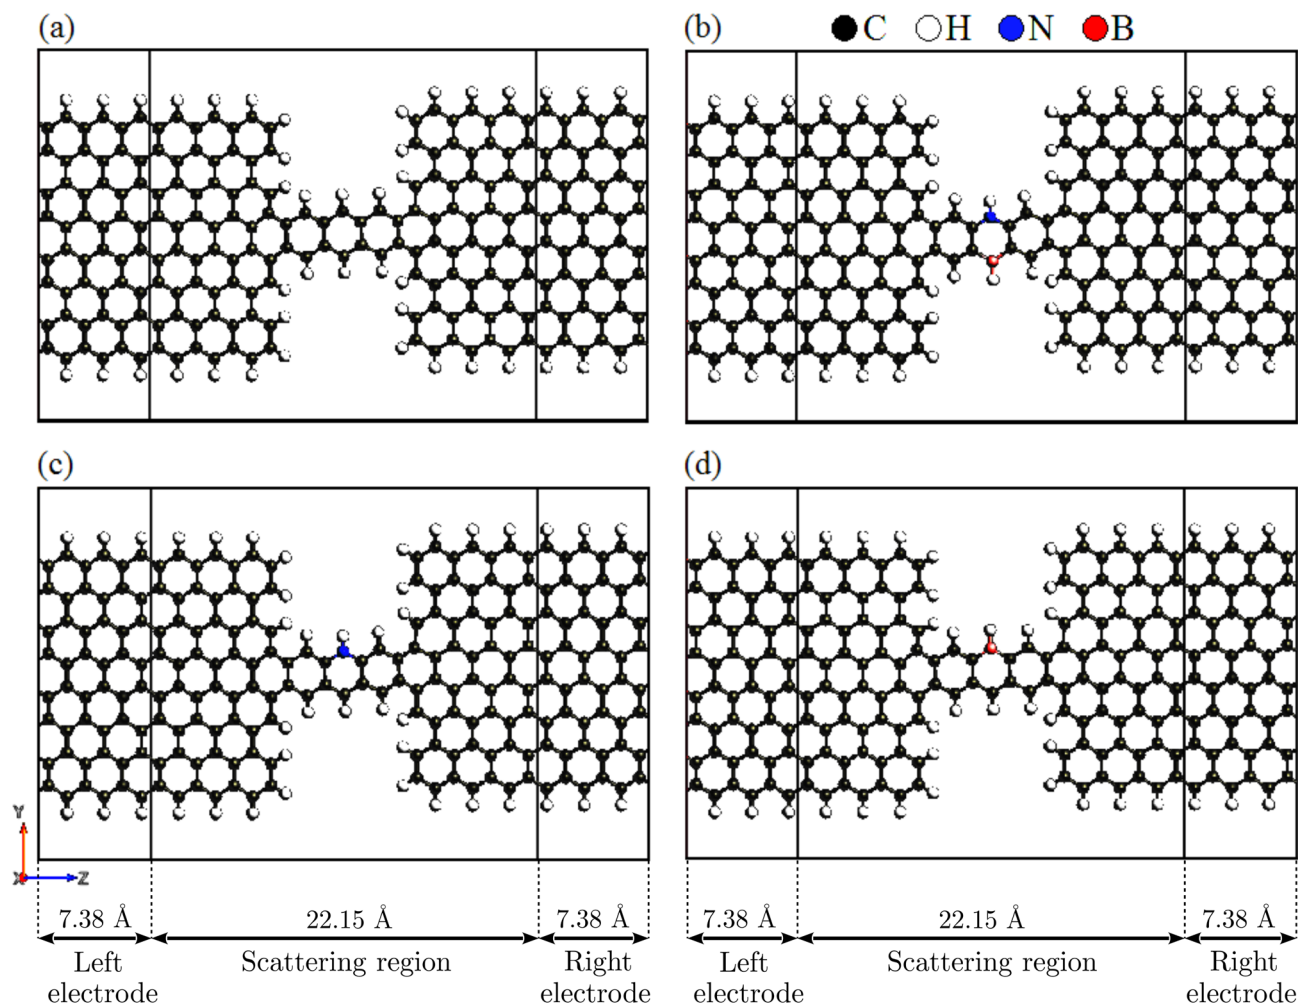 (a)
(b)
C H N B
(c)
(d)
Y
X Z
7.38 Å 22.15 Å 7.38 Å 7.38 Å 22.15 Å 7.38 Å
Left Scattering region Right Left Scattering region Right
electrode electrode electrode electrode